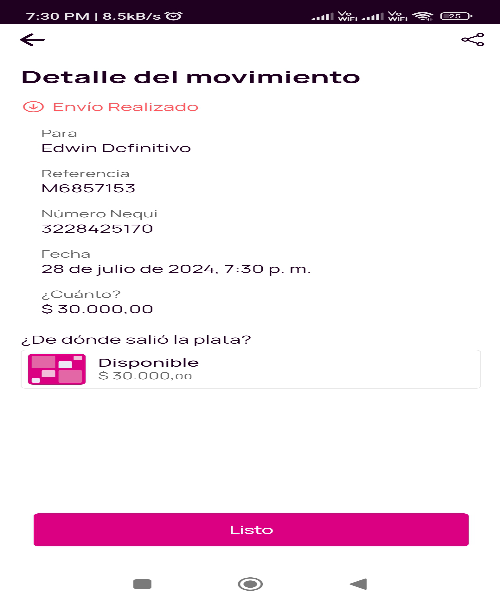 7:30 PM | 8.5kB/s
Vo WiFi Vo WiFi 25
Detalle del movimiento
Envío Realizado
Para
Edwin Definitivo
Referencia
M6857153
Número Nequi
3228425170
Fecha
28 de julio de 2024, 7:30 p. m.
¿Cuánto?
$ 30.000,00
¿De dónde salió la plata?
Disponible
$ 30.000,00
Listo